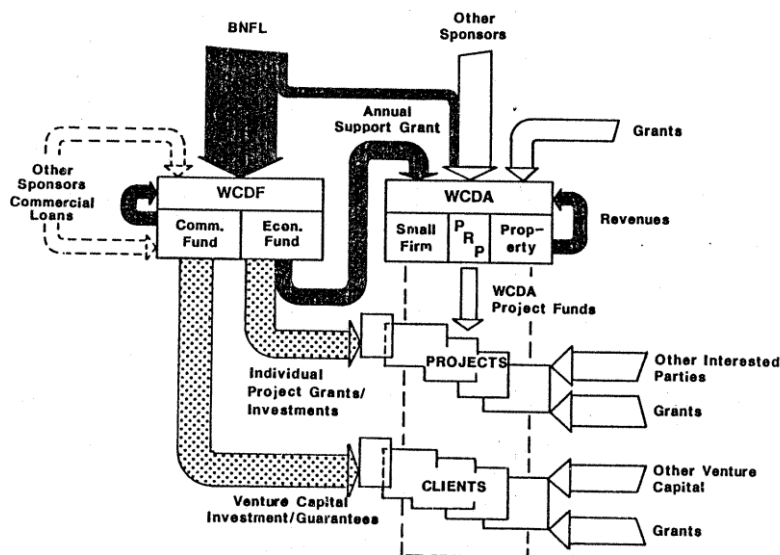 BNFL
Other
Sponsors
Annual
Support Grant
Grants
Other
Sponsors
Commercial
Loans
WCDF
Comm.
Fund
Econ.
Fund
WCDA
Small
Firm
P
R
P
Prop-
erty
Revenues
WCDA
Project Funds
PROJECTS
Individual
Project Grants/
Investments
Other Interested
Parties
Grants
CLIENTS
Venture Capital
Investment/Guarantees
Other Venture
Capital
Grants